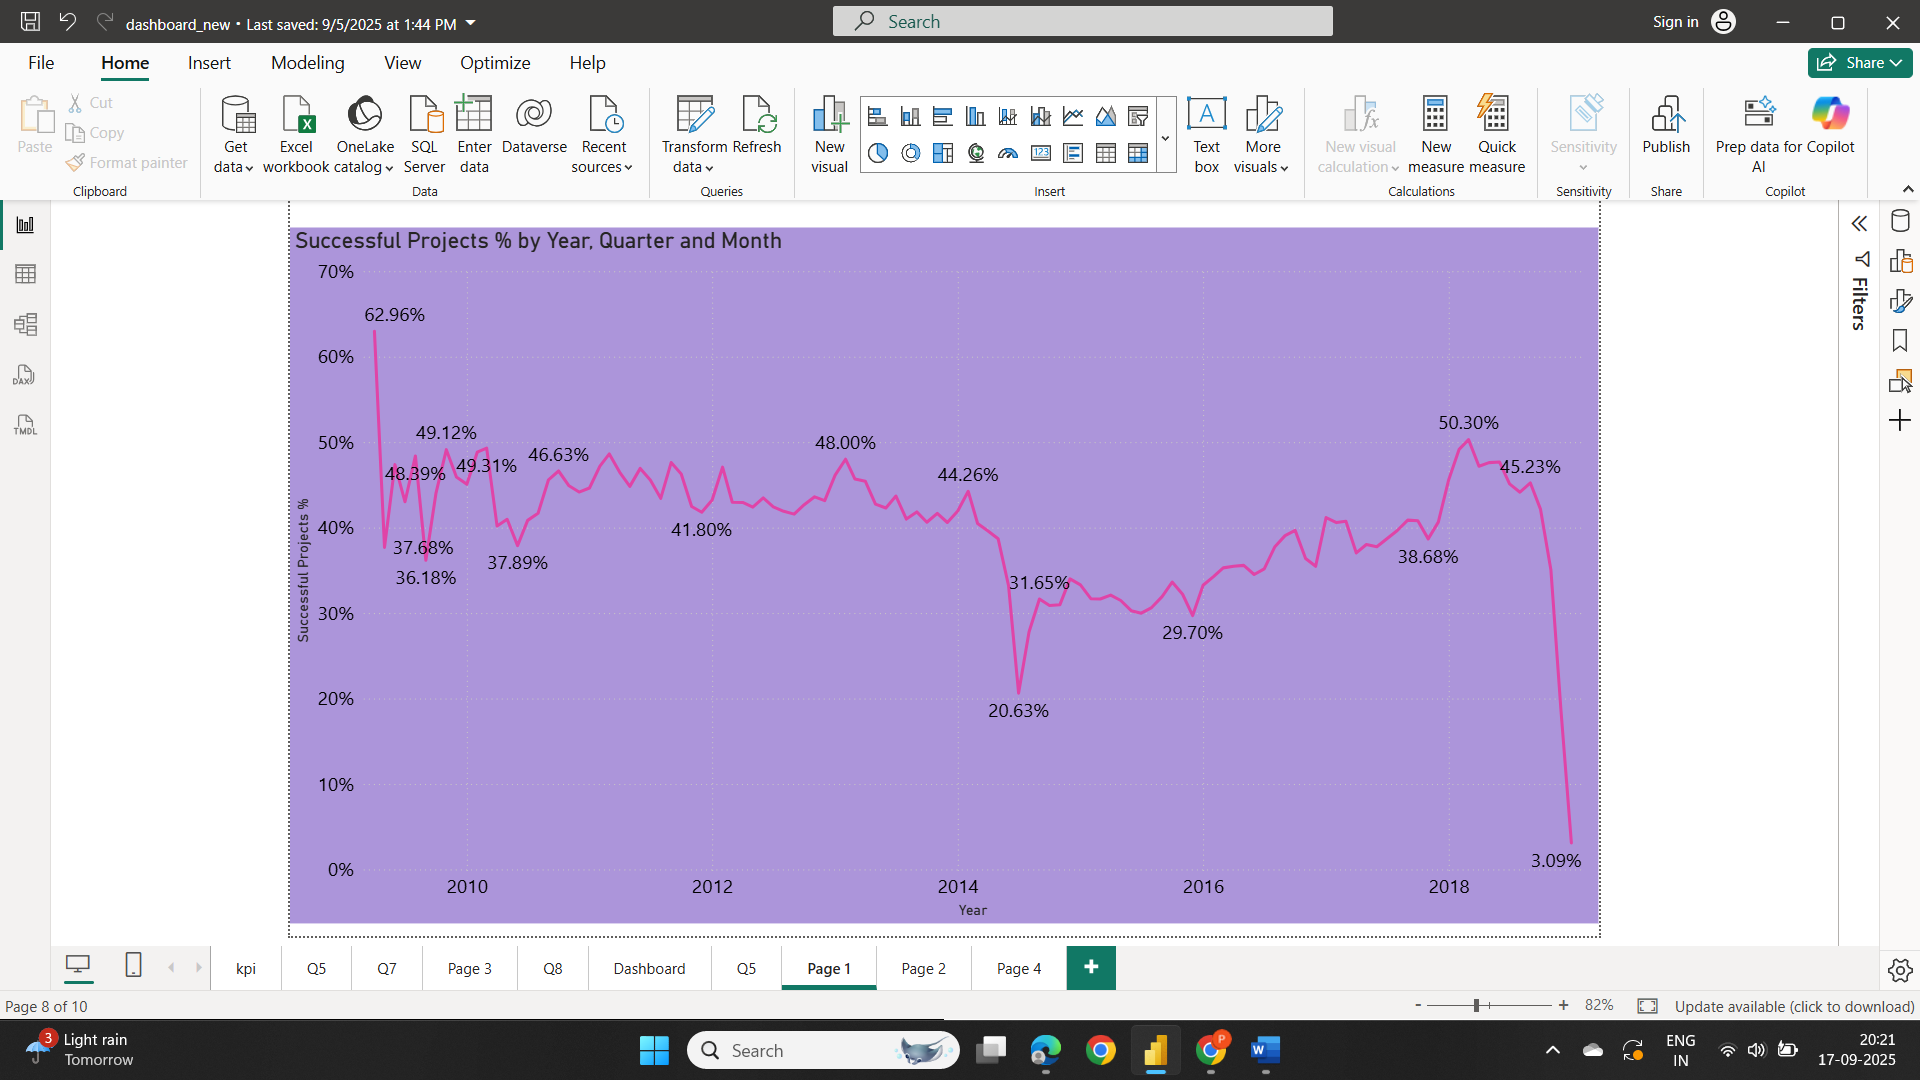 dashboard_new • Last saved: 9/5/2025 at 1:44 PM
Search
Sign in
File
Home
Insert
Modeling
View
Optimize
Help
Share
Paste
Cut
Copy
Format painter
Clipboard
Get data
Excel workbook
OneLake catalog
SQL Server
Enter data
Dataverse
Recent sources
Data
Transform data
Refresh
Queries
New visual
Text box
More visuals
Insert
New visual calculation
New measure
Quick measure
Calculations
Sensitivity
Sensitivity
Publish
Share
Prep data for AI
Copilot
Copilot
DAX
TMDL
Filters
Successful Projects % by Year, Quarter and Month
Successful Projects %
70%
60%
50%
40%
30%
20%
10%
0%
62.96%
49.12%
48.39%
49.31%
46.63%
37.68%
36.18%
37.89%
41.80%
48.00%
44.26%
31.65%
20.63%
29.70%
38.68%
50.30%
45.23%
3.09%
2010
2012
2014
2016
2018
Year
kpi
Q5
Q7
Page 3
Q8
Dashboard
Q5
Page 1
Page 2
Page 4
+
Page 8 of 10
- + 82%
Update available (click to download)
3
Light rain
Tomorrow
Search
P
W
ENG
IN
20:21
17-09-2025